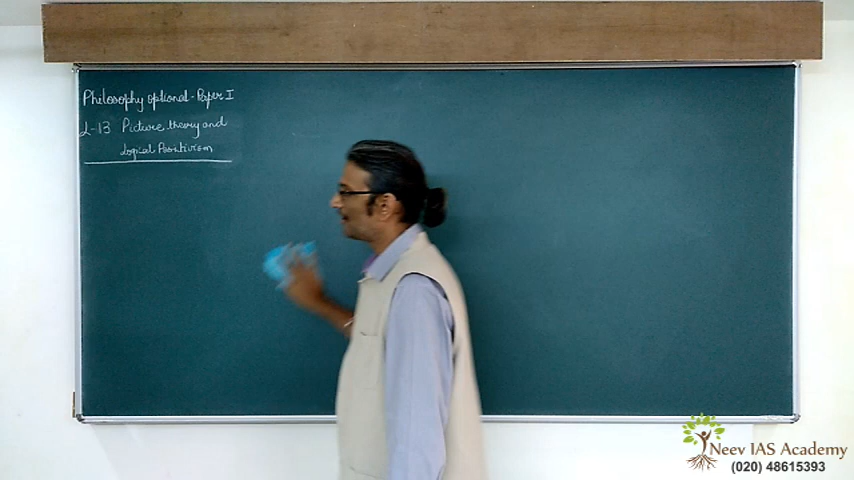 Philosophy optional - Paper I
L-13 Picture theory and
Logical Positivism
Neev IAS Academy
(020) 48615393